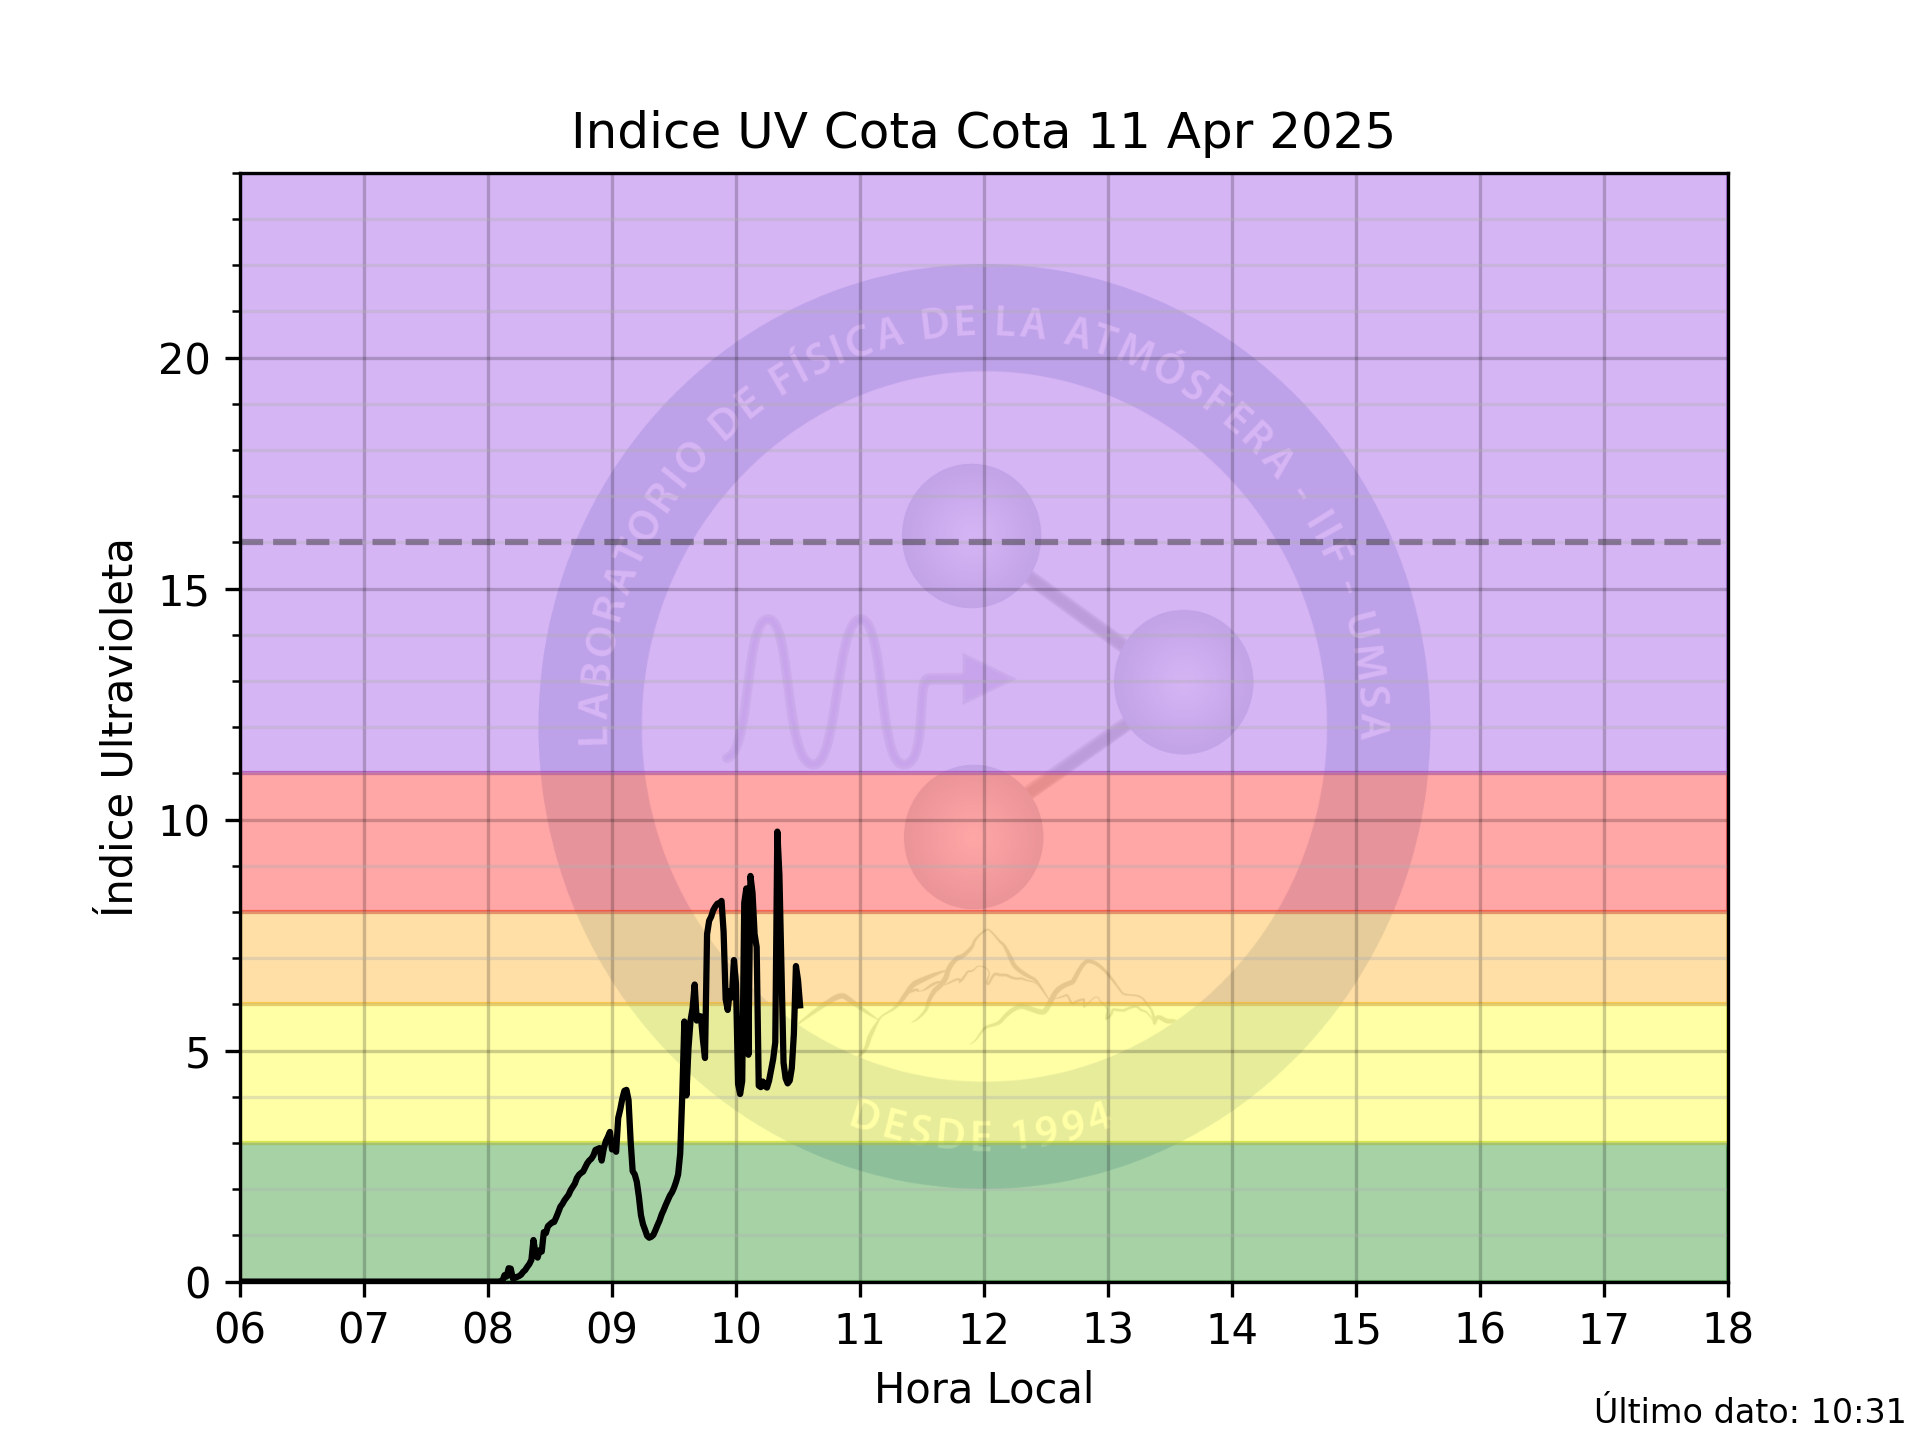 Indice UV Cota Cota 11 Apr 2025
Índice Ultravioleta
20
15
10
5
0
LABORATORIO DE FÍSICA DE LA ATMÓSFERA - IIF - UMSA
DESDE 1994
06 07 08 09 10 11 12 13 14 15 16 17 18
Hora Local
Último dato: 10:31